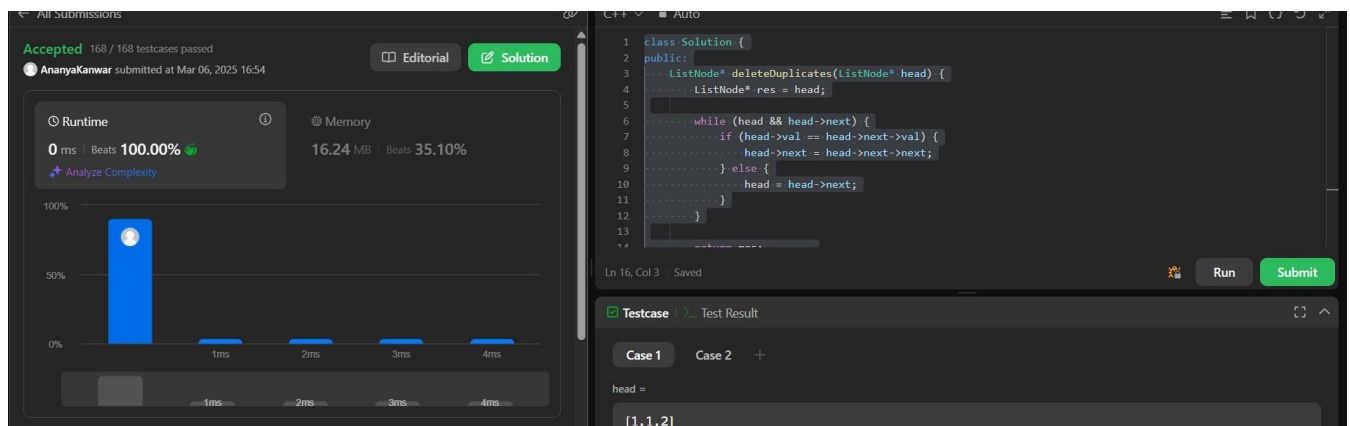 ← All Submissions
Accepted 168 / 168 testcases passed
AnanyaKanwar submitted at Mar 06, 2025 16:54
Editorial
Solution
Runtime
0 ms | Beats 100.00%
Analyze Complexity
Memory
16.24 MB | Beats 35.10%
100%
50%
0%
1ms 2ms 3ms 4ms
1ms 2ms 3ms 4ms
C++ Auto
1 class Solution {
2 public:
3 ListNode* deleteDuplicates(ListNode* head) {
4 ListNode* res = head;
5
6 while (head && head->next) {
7 if (head->val == head->next->val) {
8 head->next = head->next->next;
9 } else {
10 head = head->next;
11 }
12 }
13
14 return res;
Ln 16, Col 3 | Saved
Run
Submit
Testcase | >_ Test Result
Case 1 Case 2 +
head =
[1,1,2]